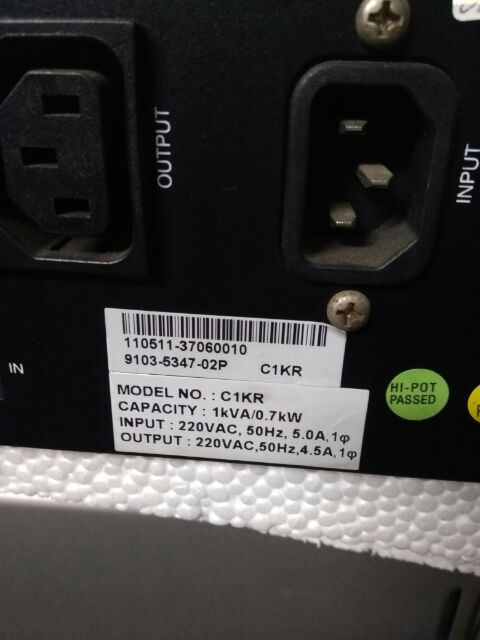 OUTPUT
INPUT
110511-37060010
9103-5347-02P C1KR
IN
MODEL NO. : C1KR
CAPACITY : 1kVA/0.7kW
INPUT : 220VAC, 50Hz, 5.0A,1φ
OUTPUT : 220VAC,50Hz,4.5A,1φ
HI-POT
PASSED